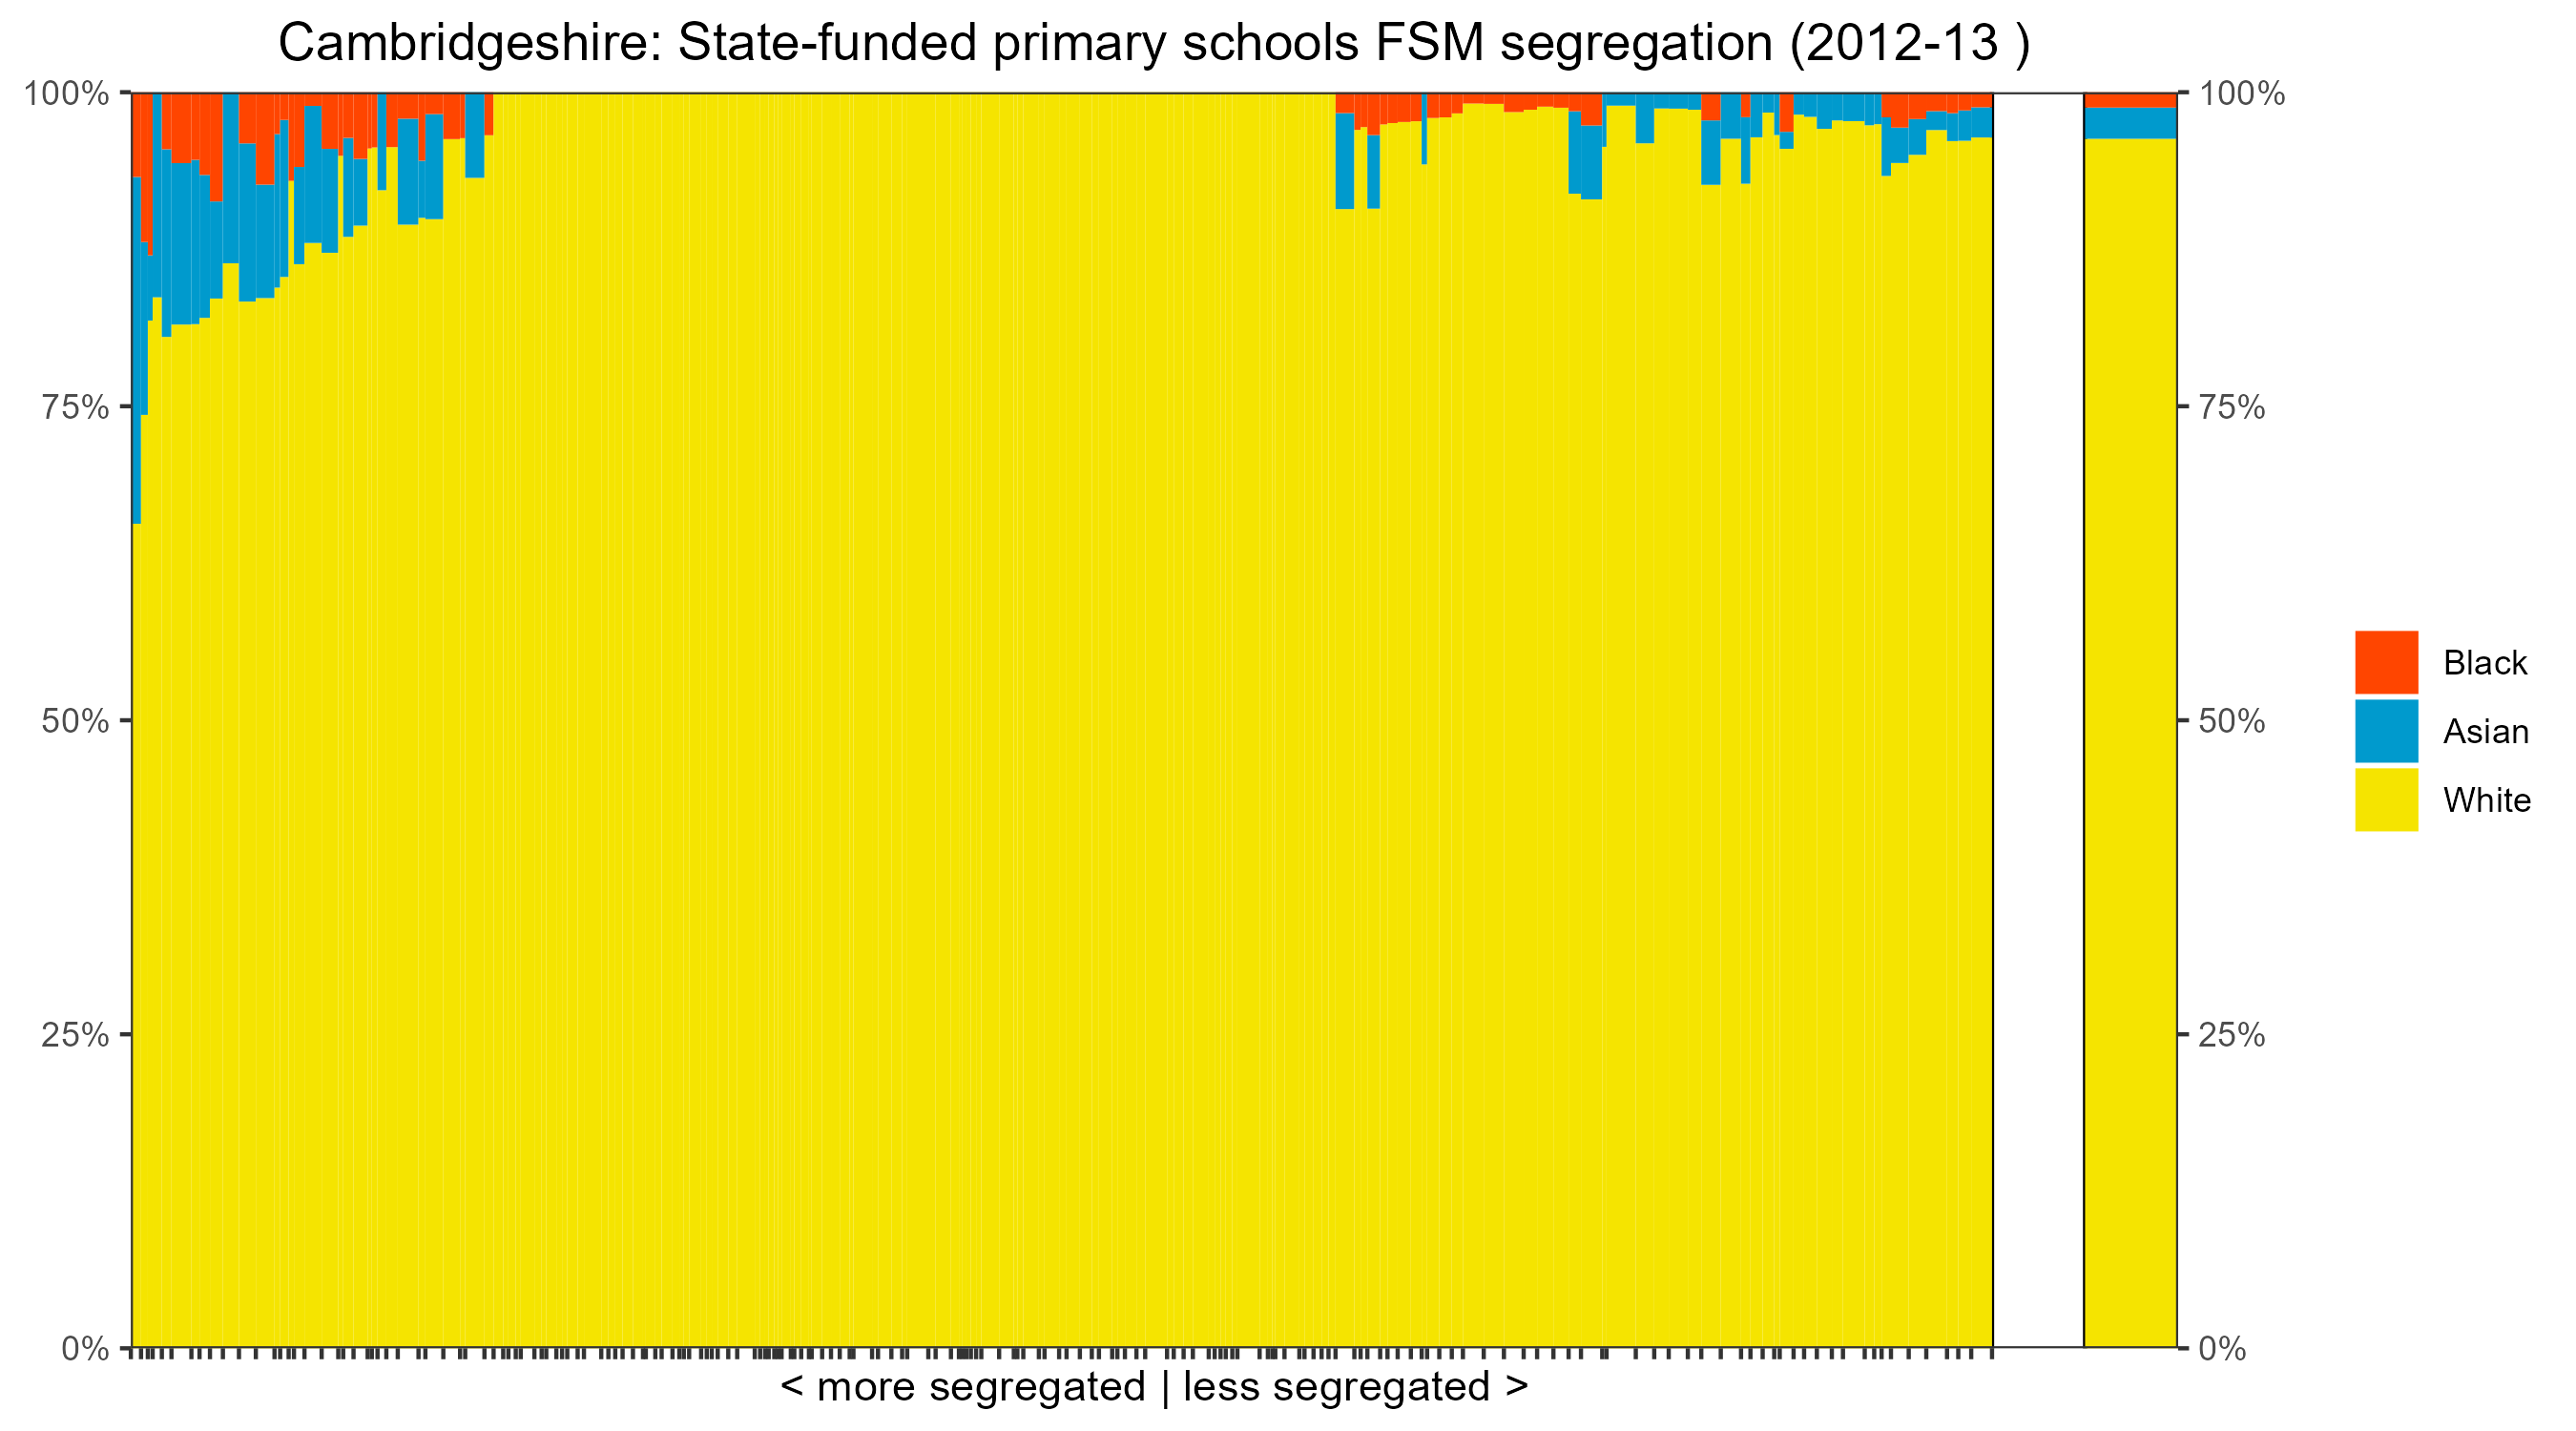 Cambridgeshire: State-funded primary schools FSM segregation (2012-13 )
100%
75%
50%
25%
0%
100%
75%
50%
25%
0%
Black
Asian
White
< more segregated | less segregated >